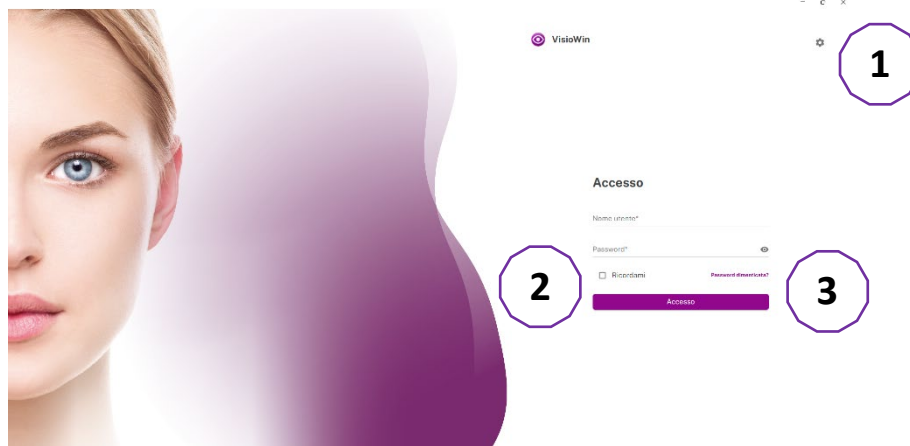 VisioWin
1
Accesso
Nome utente*
Password*
Ricordami
Password dimenticata?
2
Accesso
3